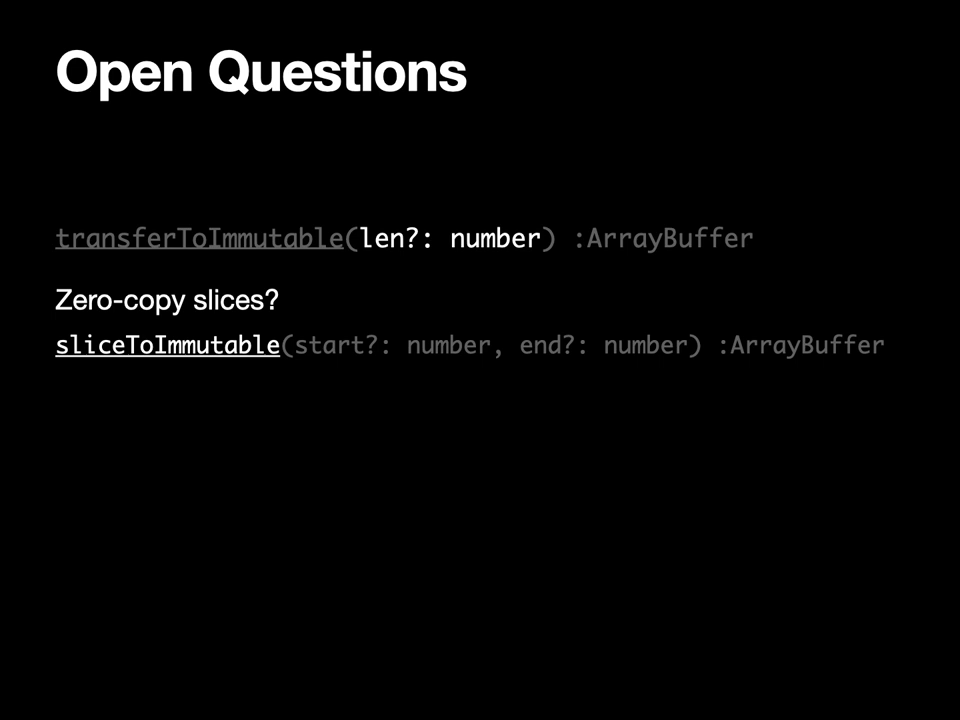 Open Questions
transferToImmutable(len?: number) :ArrayBuffer
Zero-copy slices?
sliceToImmutable(start?: number, end?: number) :ArrayBuffer